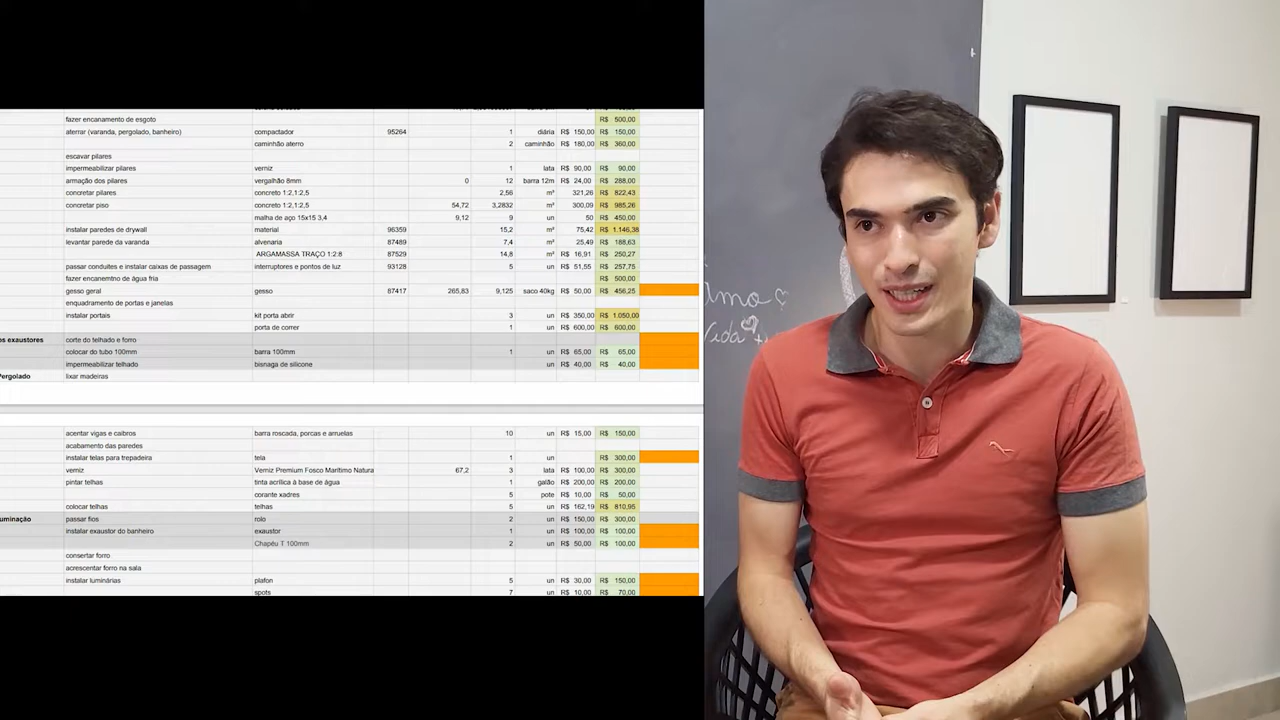 fazer encanamento de esgoto R$ 500,00
aterrar (varanda, pergolado, banheiro) compactador 95264 1 diária R$ 150,00 R$ 150,00
caminhão aterro 2 caminhão R$ 180,00 R$ 360,00
escavar pilares
impermeabilizar pilares verniz 1 lata R$ 90,00 R$ 90,00
armação dos pilares vergalhão 8mm 0 12 barra 12m R$ 24,00 R$ 288,00
concretar pilares concreto 1:2,1:2,5 2,56 m³ 321,26 R$ 822,43
concretar piso concreto 1:2,1:2,5 54,72 3,2832 m³ 300,09 R$ 985,26
malha de aço 15x15 3,4 9,12 9 un 50 R$ 450,00
instalar paredes de drywall material 96359 15,2 m² 75,42 R$ 1.146,38
levantar parede da varanda alvenaria 87489 7,4 m² 25,49 R$ 188,63
ARGAMASSA TRAÇO 1:2:8 87529 14,8 m² R$ 16,91 R$ 250,27
passar conduites e instalar caixas de passagem interruptores e pontos de luz 93128 5 un R$ 51,55 R$ 257,75
fazer encanemtno de água fria R$ 500,00
gesso geral gesso 87417 265,83 9,125 saco 40kg R$ 50,00 R$ 456,25
enquadramento de portas e janelas
instalar portais kit porta abrir 3 un R$ 350,00 R$ 1.050,00
porta de correr 1 un R$ 600,00 R$ 600,00
os exaustores corte do telhado e forro
colocar do tubo 100mm barra 100mm 1 un R$ 65,00 R$ 65,00
impermeabilizar telhado bisnaga de silicone un R$ 40,00 R$ 40,00
Pergolado lixar madeiras
acentar vigas e caibros barra roscada, porcas e arruelas 10 un R$ 15,00 R$ 150,00
acabamento das paredes
instalar telas para trepadeira tela 1 un R$ 300,00
verniz Verniz Premium Fosco Marítimo Natura 67,2 3 lata R$ 100,00 R$ 300,00
pintar telhas tinta acrílica à base de água 1 galão R$ 200,00 R$ 200,00
corante xadres 5 pote R$ 10,00 R$ 50,00
colocar telhas telhas 5 un R$ 162,19 R$ 810,95
uminação passar fios rolo 2 un R$ 150,00 R$ 300,00
instalar exaustor do banheiro exaustor 1 un R$ 100,00 R$ 100,00
Chapéu T 100mm 2 un R$ 50,00 R$ 100,00
consertar forro
acrescentar forro na sala
instalar luminárias plafon 5 un R$ 30,00 R$ 150,00
spots 7 un R$ 10,00 R$ 70,00
ama
vida